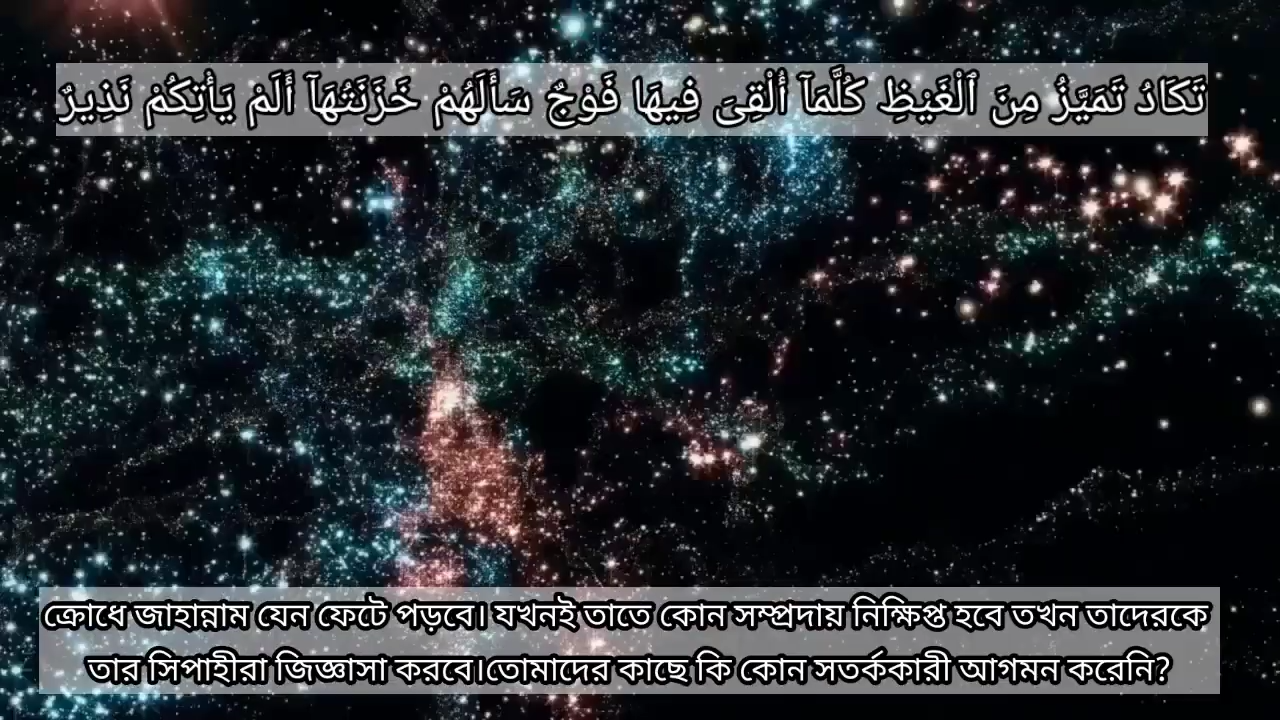 تَكَادُ تَمَيَّزُ مِنَ ٱلْغَيْظِ كُلَّمَآ أُلْقِىَ فِيهَا فَوْجٌ سَأَلَهُمْ خَزَنَتُهَآ أَلَمْ يَأْتِكُمْ نَذِيرٌ
ক্রোধে জাহান্নাম যেন ফেটে পড়বে। যখনই তাতে কোন সম্প্রদায় নিক্ষিপ্ত হবে তখন তাদেরকে
তার সিপাহীরা জিজ্ঞাসা করবে।তোমাদের কাছে কি কোন সতর্ককারী আগমন করেনি?